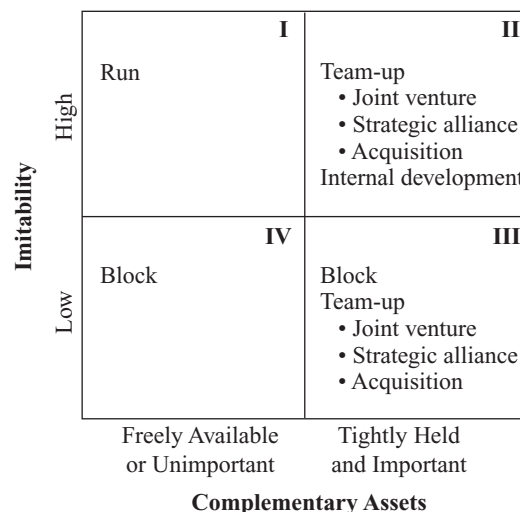 I
Run
II
Team-up
• Joint venture
• Strategic alliance
• Acquisition
Internal development
High
Imitability
IV
Block
III
Block
Team-up
• Joint venture
• Strategic alliance
• Acquisition
Low
Freely Available
or Unimportant
Tightly Held
and Important
Complementary Assets